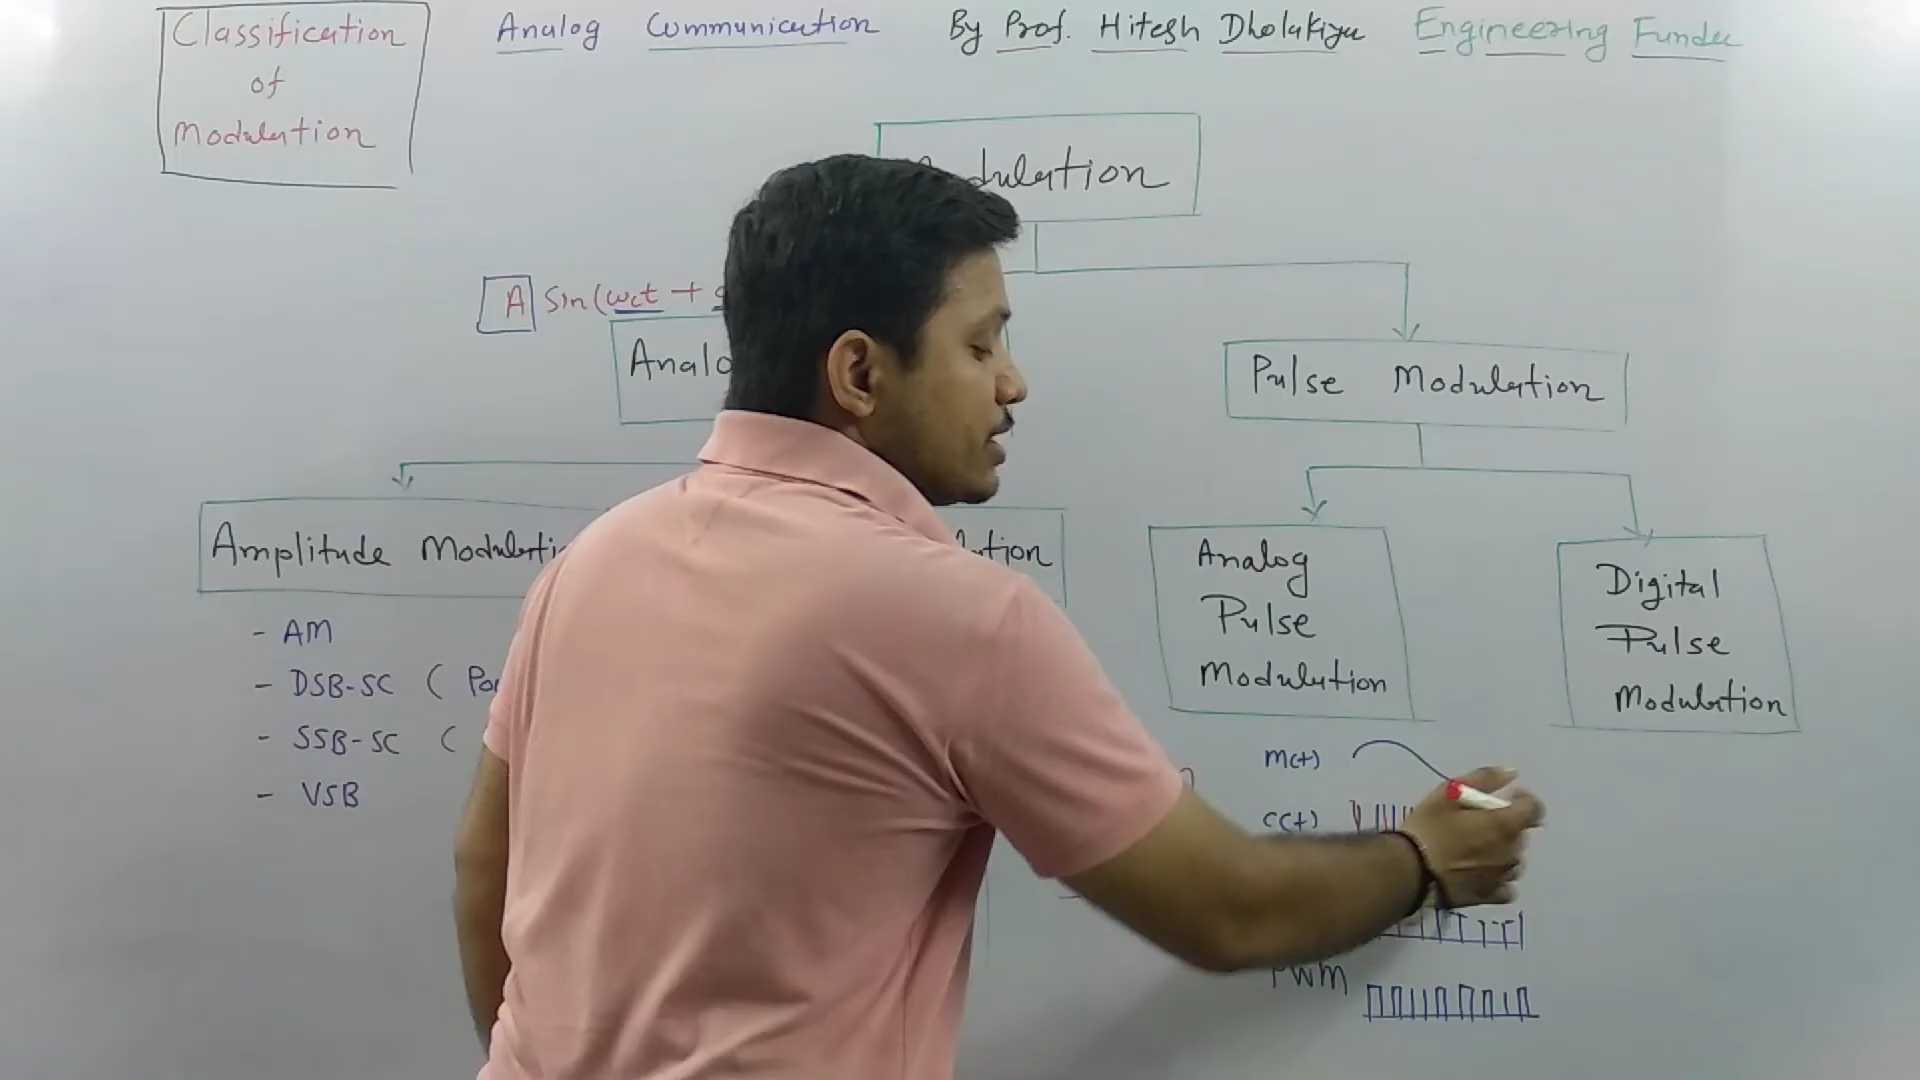 Classification
of
Modulation
Analog Communication By Prof. Hitesh Dholakiya Engineering Funda
A Sin(wct +
Pulse Modulation
Amplitude
- AM
- DSB-SC (
- SSB-SC (
- VSB
Analog
Pulse
Modulation
Digital
Pulse
Modulation
m(t)
c(t)
PWM